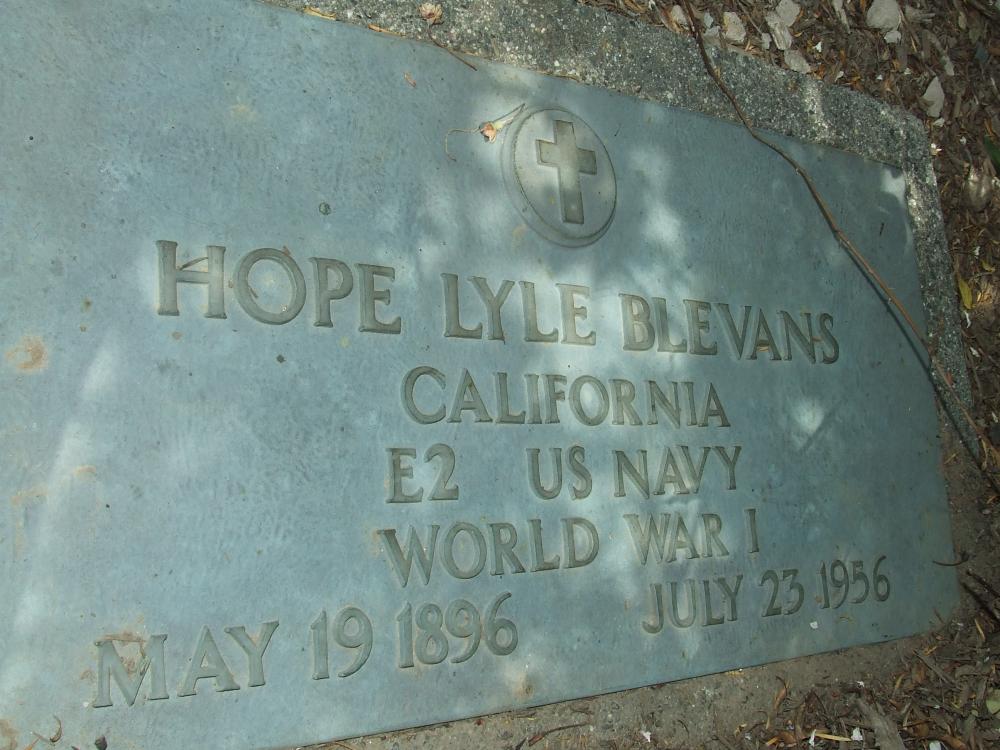 HOPE LYLE BLEVANS
CALIFORNIA
E2 US NAVY
WORLD WAR I
MAY 19 1896 JULY 23 1956